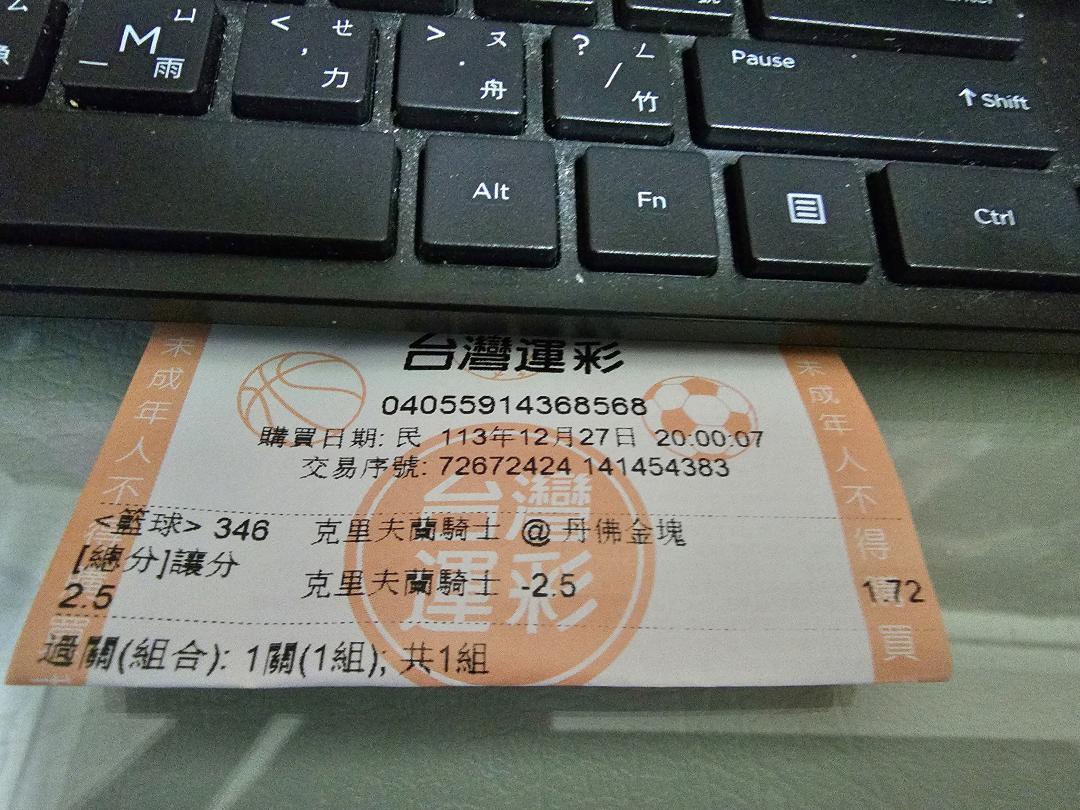 ㄩ
M
一 雨
< ㄝ
, 力
> ㄡ
. 舟
? ㄥ
/ 竹
Pause
↑ Shift
Alt
Fn
Ctrl
台灣運彩
04055914368568
購買日期: 民 113年12月27日 20:00:07
交易序號: 72672424 141454383
<籃球> 346 克里夫蘭騎士 @ 丹佛金塊
[總分]讓分
2.5 克里夫蘭騎士 -2.5 1.72
過關(組合): 1關(1組); 共1組
台灣
運彩
未成年人不得購買
未成年人不得購買